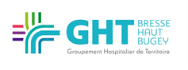 GHT BRESSE
HAUT
BUGEY
Groupement Hospitalier de Territoire